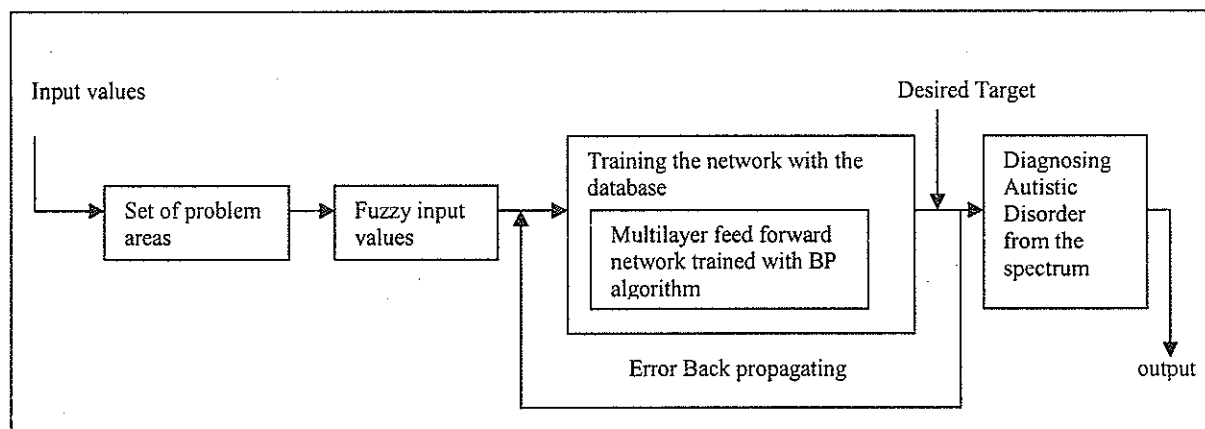 Input values
Desired Target
Set of problem
areas
Fuzzy input
values
Training the network with the
database
Multilayer feed forward
network trained with BP
algorithm
Diagnosing
Autistic
Disorder
from the
spectrum
Error Back propagating
output